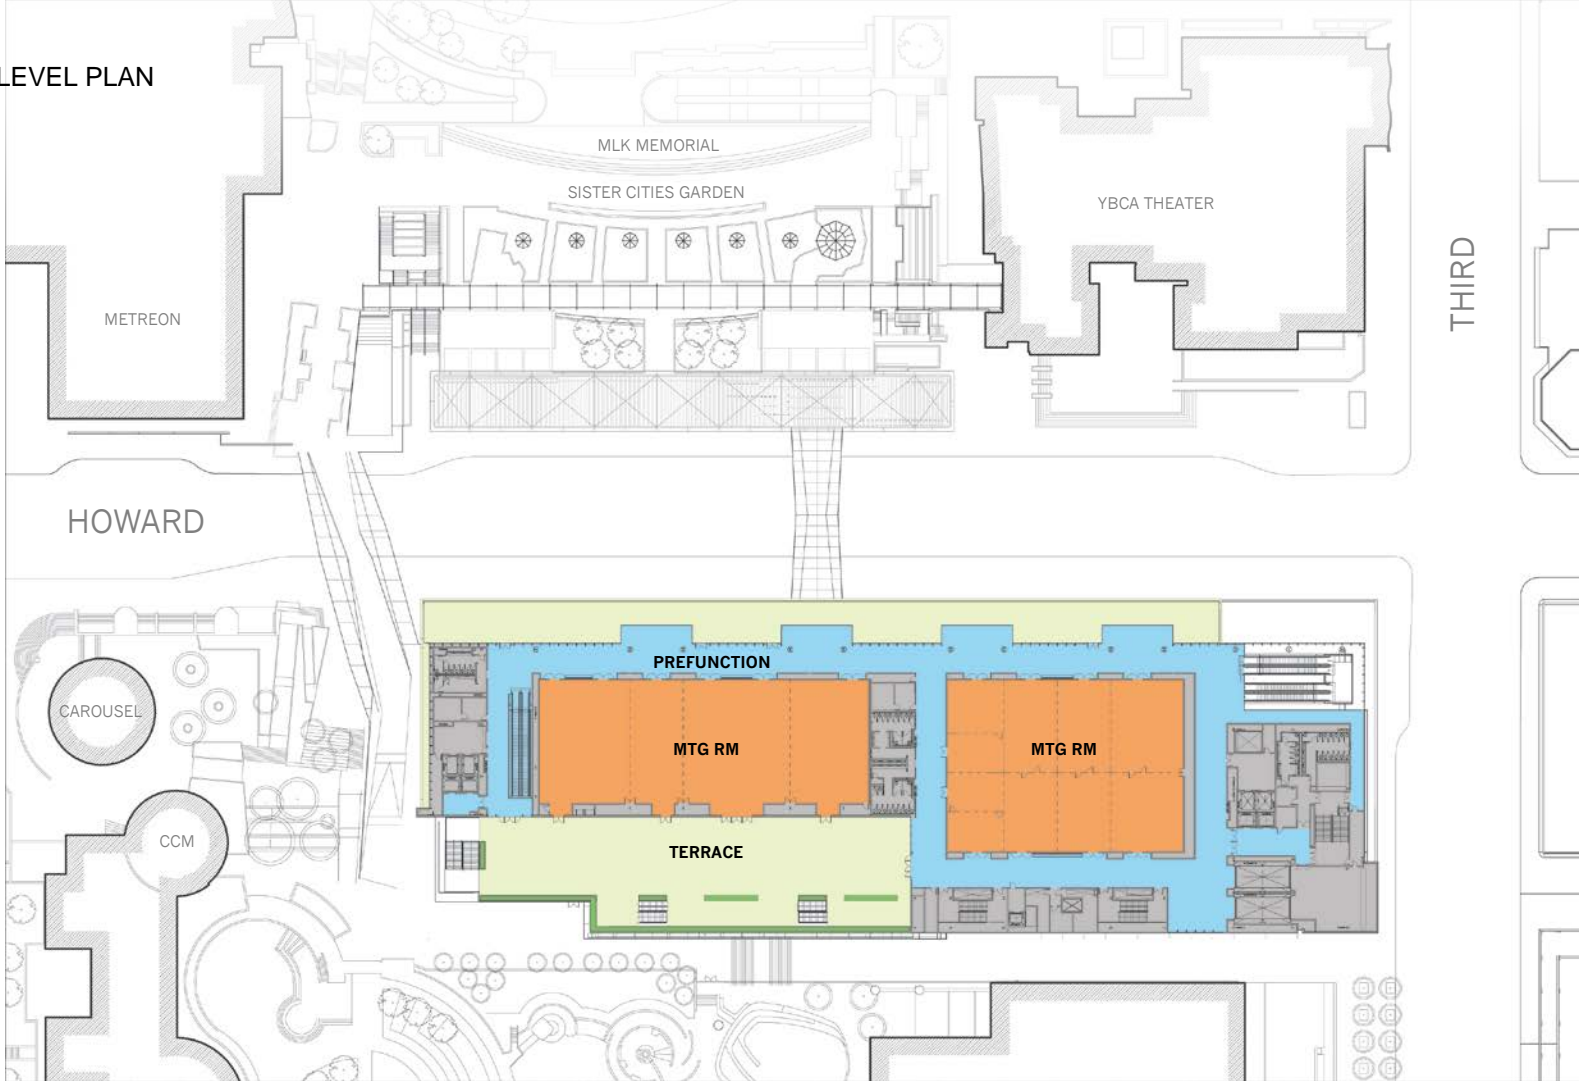 LEVEL PLAN
MLK MEMORIAL
SISTER CITIES GARDEN
YBCA THEATER
METREON
THIRD
HOWARD
PREFUNCTION
CAROUSEL
MTG RM
MTG RM
CCM
TERRACE